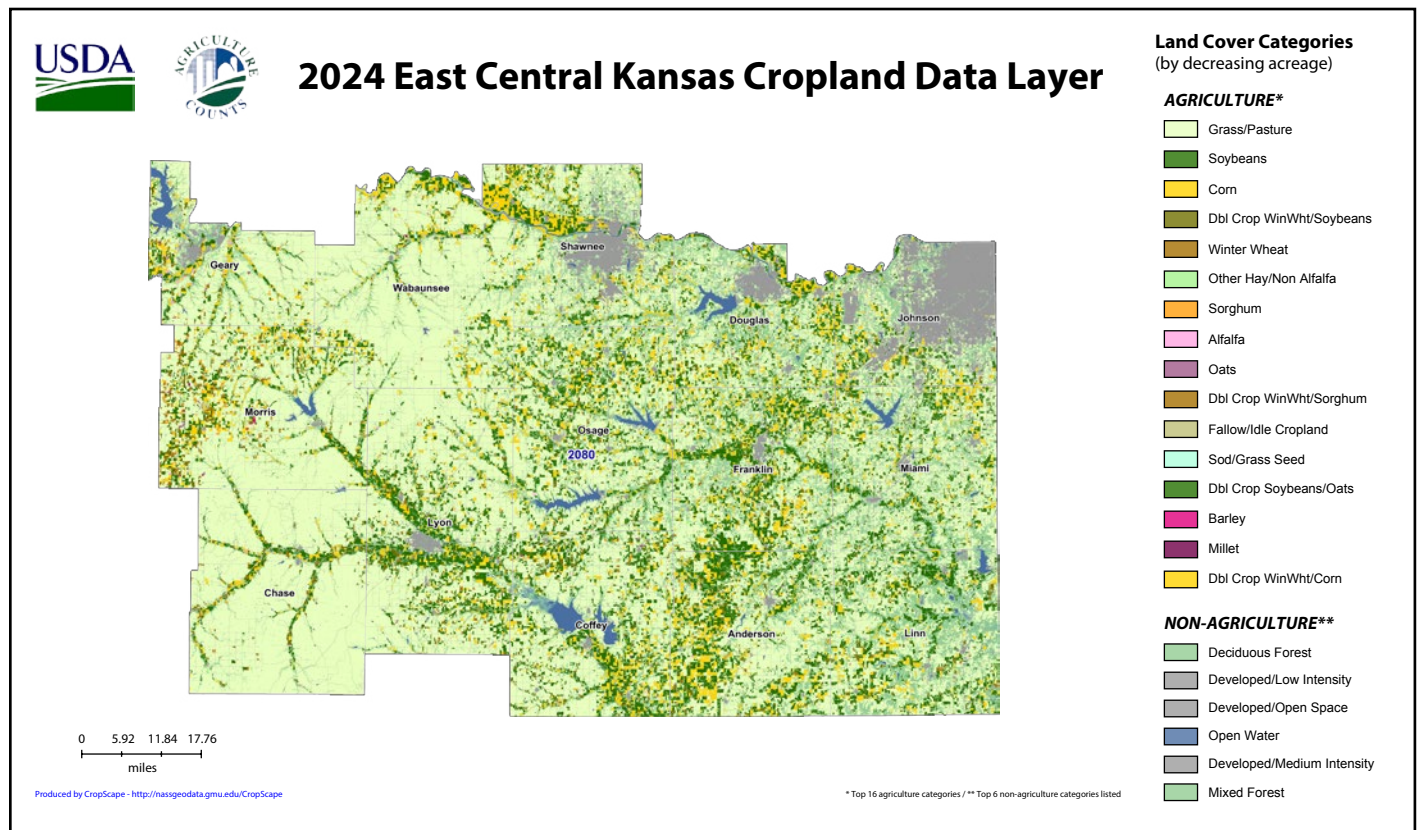 USDA
AGRICULTURE
COUNTS
2024 East Central Kansas Cropland Data Layer
Land Cover Categories
(by decreasing acreage)
AGRICULTURE*
Grass/Pasture
Soybeans
Corn
Dbl Crop WinWht/Soybeans
Winter Wheat
Other Hay/Non Alfalfa
Sorghum
Alfalfa
Oats
Dbl Crop WinWht/Sorghum
Fallow/Idle Cropland
Sod/Grass Seed
Dbl Crop Soybeans/Oats
Barley
Millet
Dbl Crop WinWht/Corn
NON-AGRICULTURE**
Deciduous Forest
Developed/Low Intensity
Developed/Open Space
Open Water
Developed/Medium Intensity
Mixed Forest
Shawnee
Geary
Wabaunsee
Douglas
Johnson
Morris
Osage
2080
Franklin
Miami
Lyon
Chase
Coffey
Anderson
Linn
0 5.92 11.84 17.76
miles
Produced by CropScape - http://nassgeodata.gmu.edu/CropScape
* Top 16 agriculture categories / ** Top 6 non-agriculture categories listed